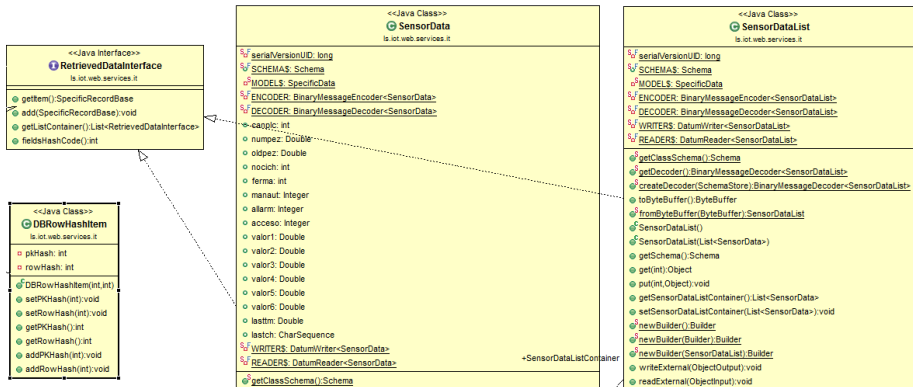 <<Java Interface>>
RetrievedDataInterface
ls.iot.web.services.it
getItem():SpecificRecordBase
add(SpecificRecordBase):void
getListContainer():List<RetrievedDataInterface>
fieldsHashCode():int
<<Java Class>>
DBRowHashItem
ls.iot.web.services.it
pkHash: int
rowHash: int
DBRowHashItem(int,int)
setPKHash(int):void
setRowHash(int):void
getPKHash():int
getRowHash():int
addPKHash(int):void
addRowHash(int):void
<<Java Class>>
SensorData
ls.iot.web.services.it
serialVersionUID: long
SCHEMA$: Schema
MODEL$: SpecificData
ENCODER: BinaryMessageEncoder<SensorData>
DECODER: BinaryMessageDecoder<SensorData>
canplc: int
numpez: Double
oldpez: Double
nocich: int
ferma: int
manaut: Integer
allarm: Integer
acceso: Integer
valor1: Double
valor2: Double
valor3: Double
valor4: Double
valor5: Double
valor6: Double
lasttm: Double
lastch: CharSequence
WRITER$: DatumWriter<SensorData>
READER$: DatumReader<SensorData>
getClassSchema():Schema
+SensorDataListContainer
<<Java Class>>
SensorDataList
ls.iot.web.services.it
serialVersionUID: long
SCHEMA$: Schema
MODEL$: SpecificData
ENCODER: BinaryMessageEncoder<SensorDataList>
DECODER: BinaryMessageDecoder<SensorDataList>
WRITER$: DatumWriter<SensorDataList>
READER$: DatumReader<SensorDataList>
getClassSchema():Schema
getDecoder():BinaryMessageDecoder<SensorDataList>
createDecoder(SchemaStore):BinaryMessageDecoder<SensorDataList>
toByteBuffer():ByteBuffer
fromByteBuffer(ByteBuffer):SensorDataList
SensorDataList()
SensorDataList(List<SensorData>)
getSchema():Schema
get(int):Object
put(int,Object):void
getSensorDataListContainer():List<SensorData>
setSensorDataListContainer(List<SensorData>):void
newBuilder():Builder
newBuilder(Builder):Builder
newBuilder(SensorDataList):Builder
writeExternal(ObjectOutput):void
readExternal(ObjectInput):void